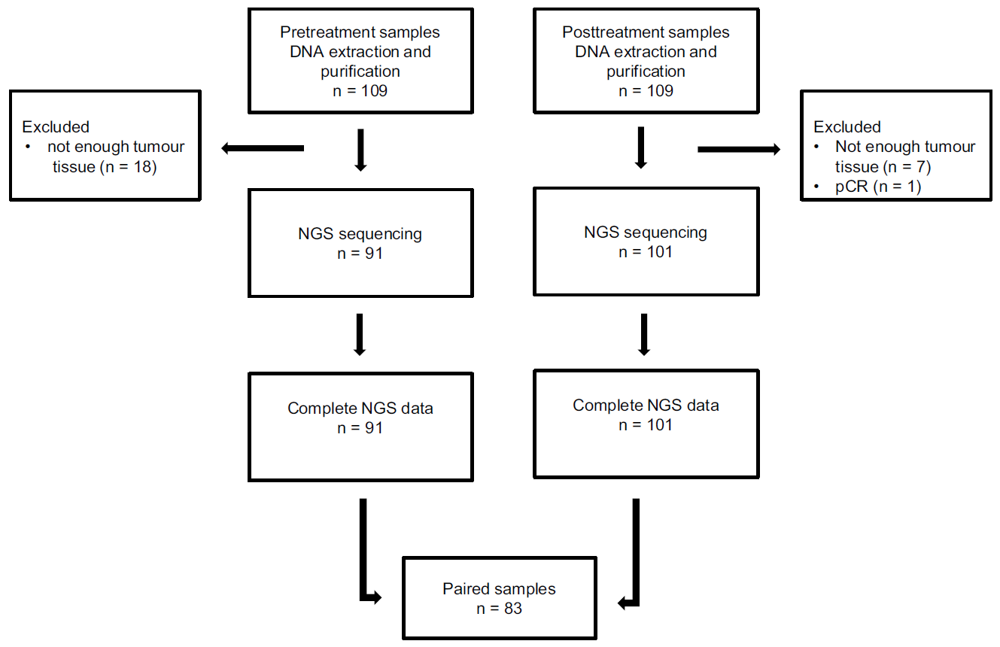 Pretreatment samples
DNA extraction and
purification
n = 109
Posttreatment samples
DNA extraction and
purification
n = 109
Excluded
• not enough tumour
tissue (n = 18)
Excluded
• Not enough tumour
tissue (n = 7)
• pCR (n = 1)
NGS sequencing
n = 91
NGS sequencing
n = 101
Complete NGS data
n = 91
Complete NGS data
n = 101
Paired samples
n = 83